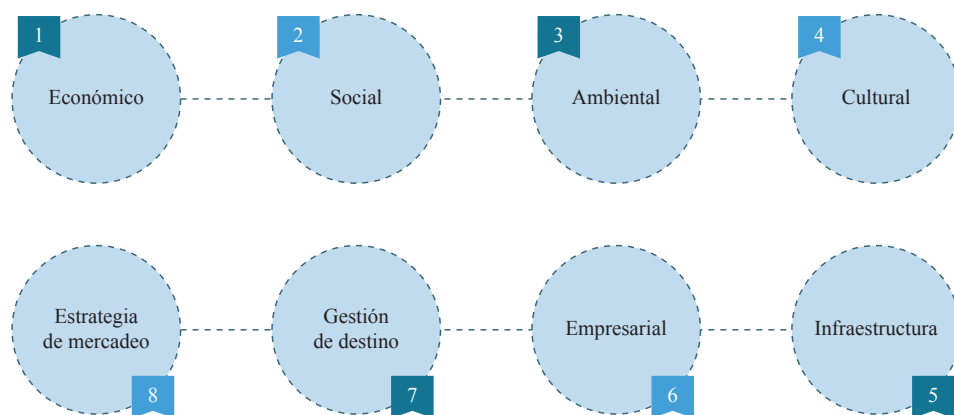 1
Económico
2
Social
3
Ambiental
4
Cultural
Estrategia
de mercadeo
8
Gestión
de destino
7
Empresarial
6
Infraestructura
5